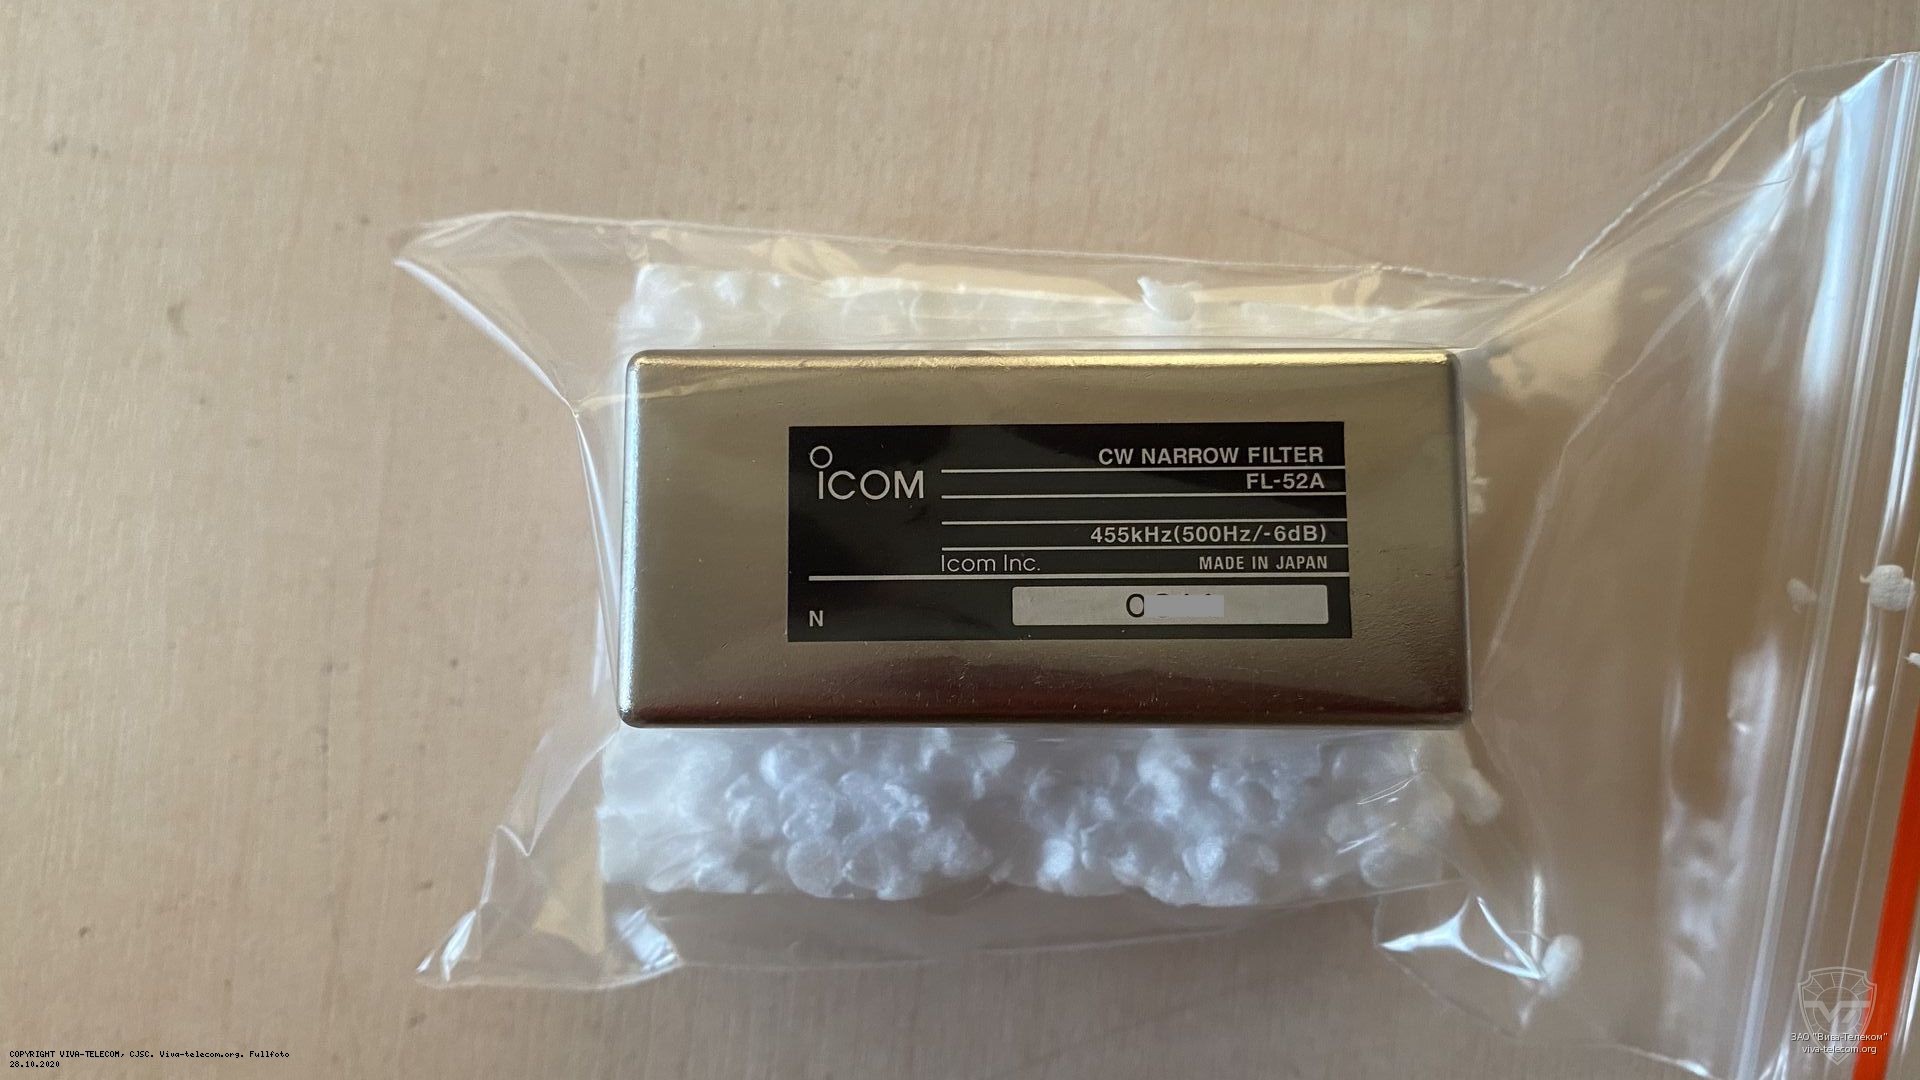 ICOM
CW NARROW FILTER
FL-52A
455kHz(500Hz/-6dB)
Icom Inc. MADE IN JAPAN
N
COPYRIGHT VIVA-TELECOM, CJSC. Viva-telecom.org. Fullfoto
28.10.2020
ЗАО "Вива-Телеком"
viva-telecom.org